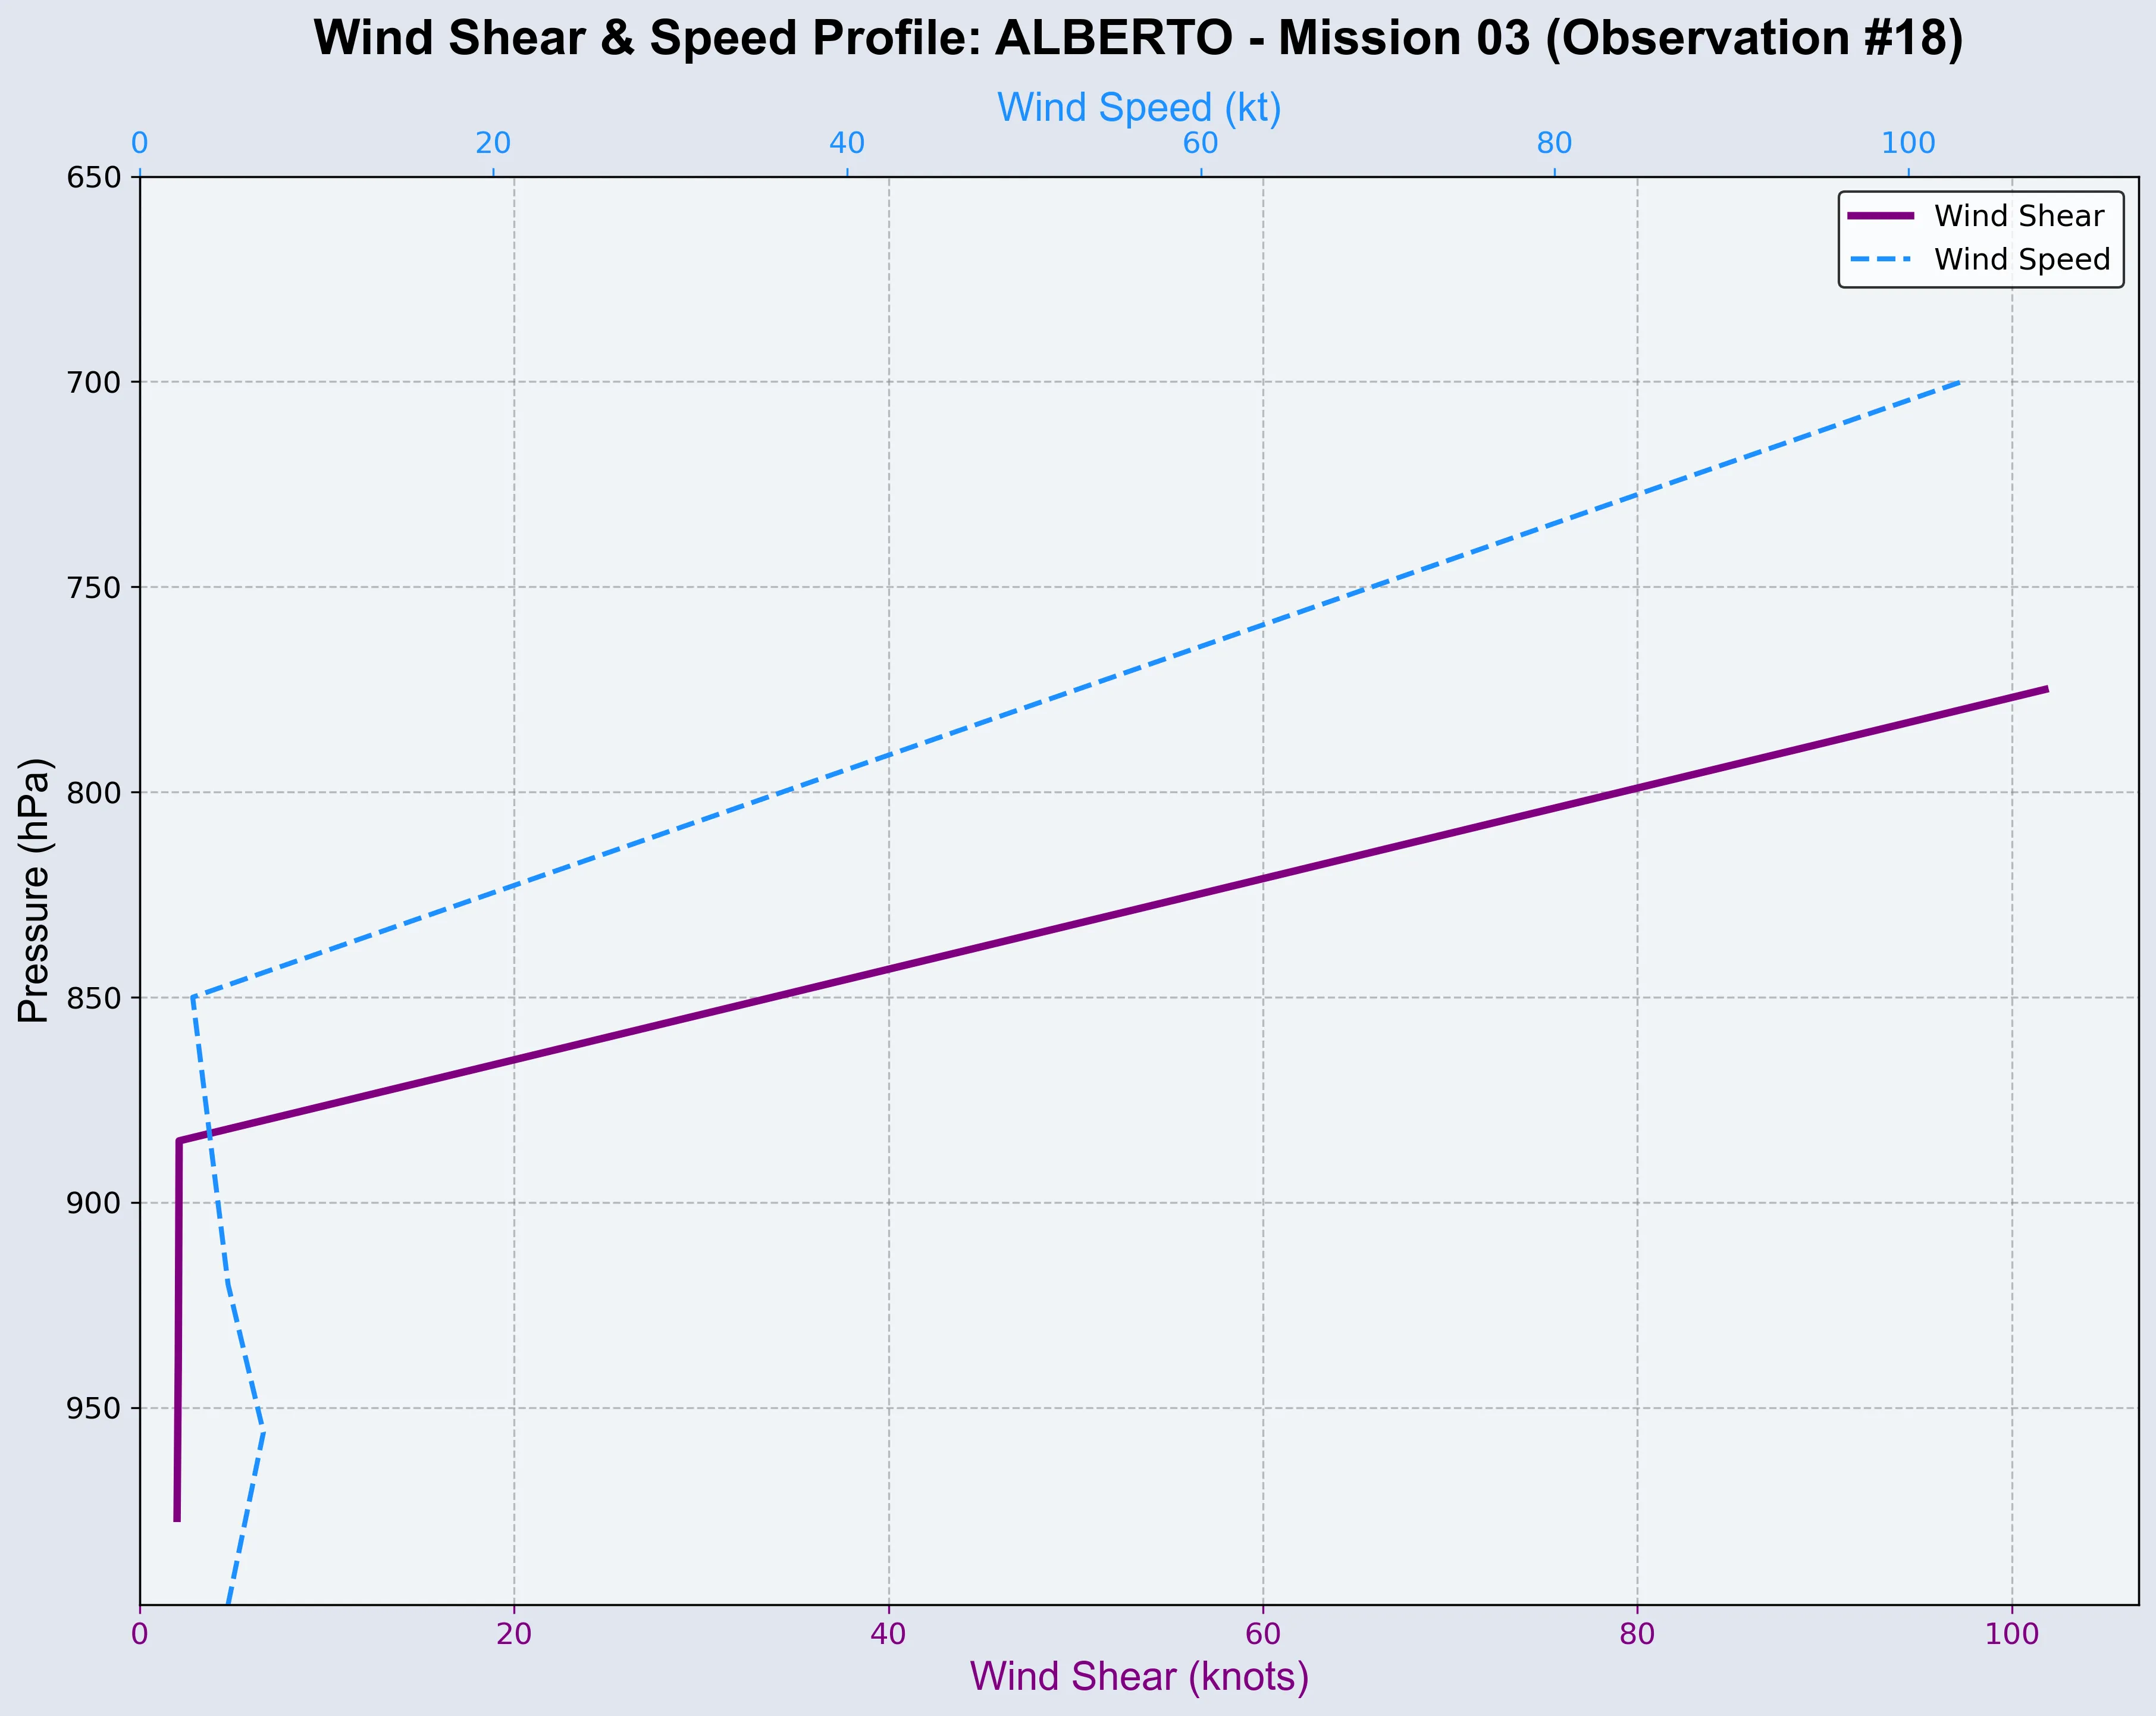 Wind Shear & Speed Profile: ALBERTO - Mission 03 (Observation #18)
Wind Speed (kt)
0 20 40 60 80 100
Wind Shear
Wind Speed
650
700
750
800
850
900
950
Pressure (hPa)
0 20 40 60 80 100
Wind Shear (knots)